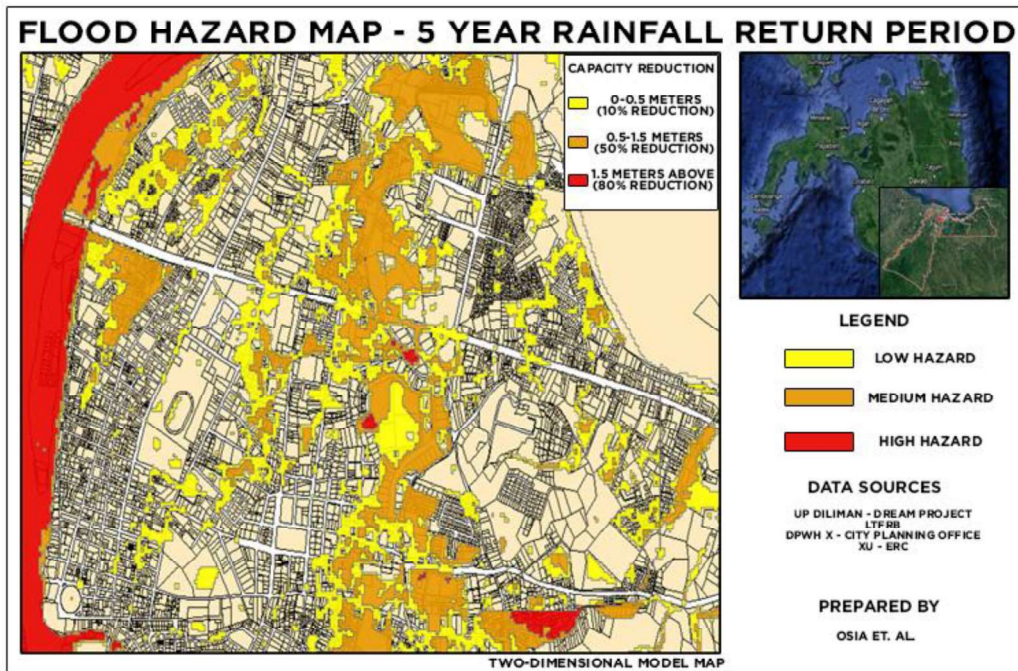 FLOOD HAZARD MAP - 5 YEAR RAINFALL RETURN PERIOD
CAPACITY REDUCTION
0-0.5 METERS
(10% REDUCTION)
0.5-1.5 METERS
(50% REDUCTION)
1.5 METERS ABOVE
(80% REDUCTION)
LEGEND
LOW HAZARD
MEDIUM HAZARD
HIGH HAZARD
DATA SOURCES
UP DILIMAN - DREAM PROJECT
LTFRB
DPWH X - CITY PLANNING OFFICE
XU - ERC
PREPARED BY
OSIA ET. AL.
TWO-DIMENSIONAL MODEL MAP